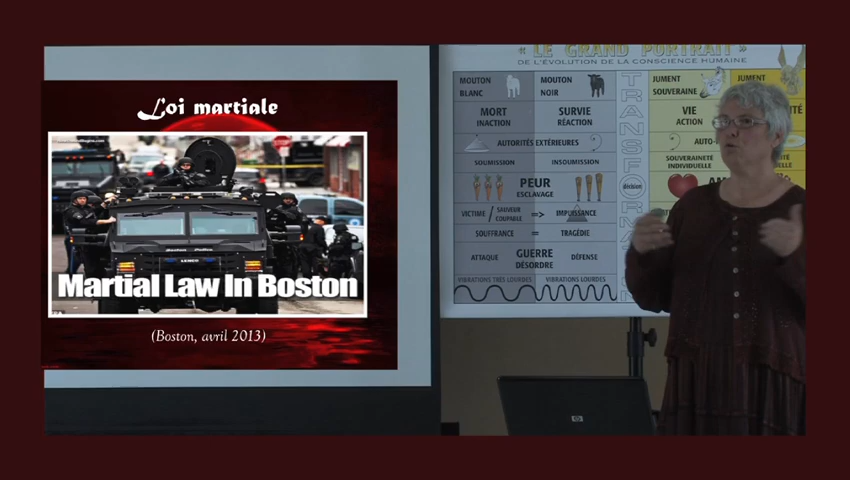 Loi martiale
Martial Law In Boston
(Boston, avril 2013)
« LE GRAND PORTRAIT »
DE L'ÉVOLUTION DE LA CONSCIENCE HUMAINE
MOUTON BLANC
MOUTON NOIR
MORT
INACTION
SURVIE
RÉACTION
AUTORITÉS EXTÉRIEURES
SOUMISSION
INSOUMISSION
PEUR
ESCLAVAGE
VICTIME / SAUVEUR COUPABLE => IMPUISSANCE
SOUFFRANCE = TRAGÉDIE
ATTAQUE
GUERRE
DÉSORDRE
DÉFENSE
VIBRATIONS TRÈS LOURDES
VIBRATIONS LOURDES
JUMENT SOUVERAINE
JUMENT
VIE
ACTION
SOUVERAINETÉ INDIVIDUELLE
hp